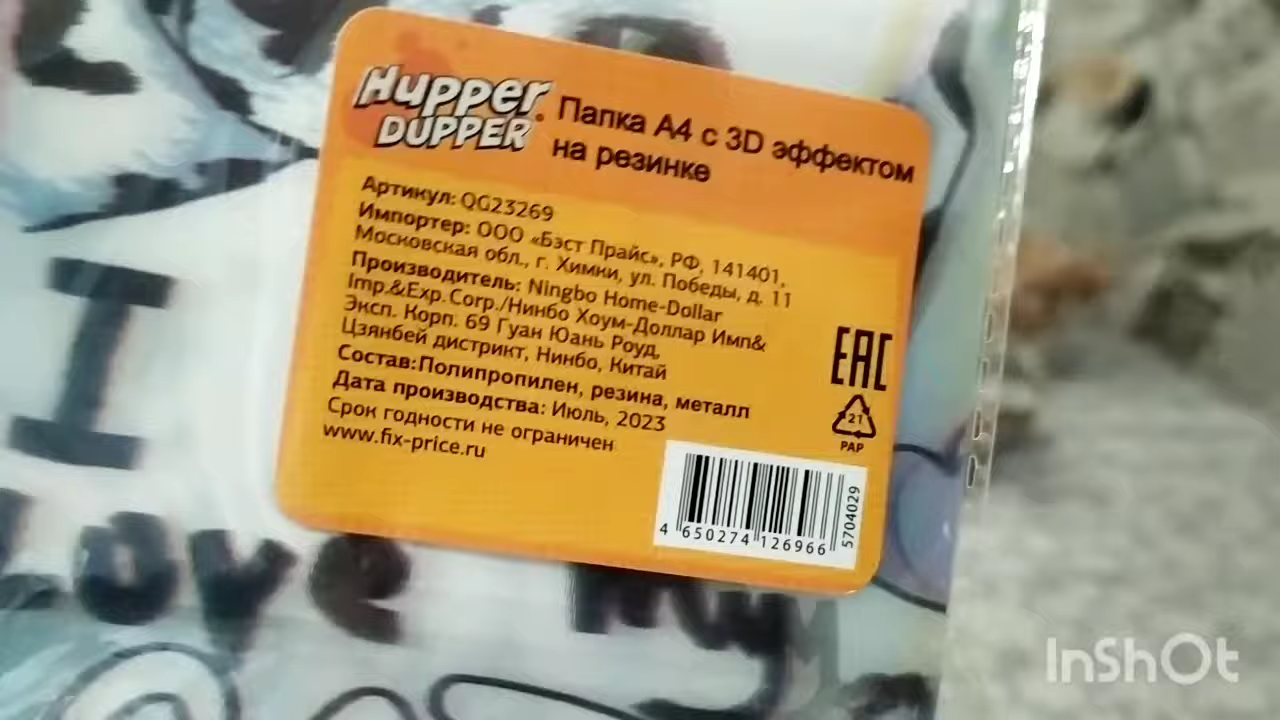 Hupper
DUPPER
Папка А4 с 3D эффектом
на резинке
Артикул: QG23269
Импортер: ООО «Бэст Прайс», РФ, 141401,
Московская обл., г. Химки, ул. Победы, д. 11
Производитель: Ningbo Home-Dollar
Imp.&Exp. Corp./Нинбо Хоум-Доллар Имп&
Эксп. Корп. 69 Гуан Юань Роуд,
Цзянбей дистрикт, Нинбо, Китай
Состав:Полипропилен, резина, металл
Дата производства: Июль, 2023
Срок годности не ограничен
www.fix-price.ru
EAC
21
PAP
4 650274 126966
5704029
I
love my
InShOt